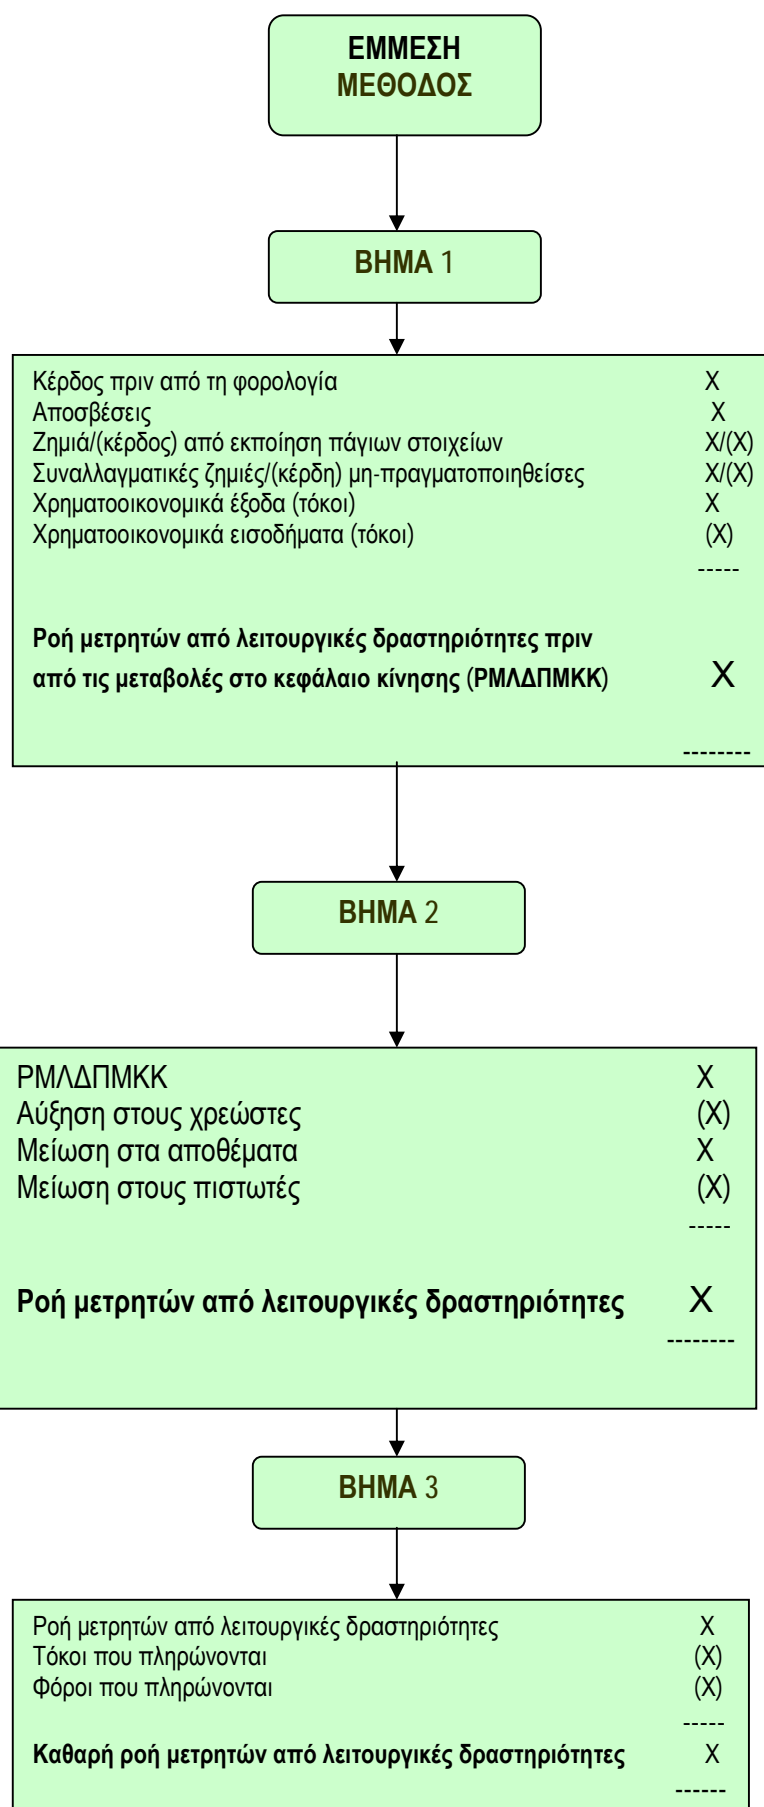 ΕΜΜΕΣΗ
ΜΕΘΟΔΟΣ
ΒΗΜΑ 1
Κέρδος πριν από τη φορολογία X
Αποσβέσεις X
Ζημιά/(κέρδος) από εκποίηση πάγιων στοιχείων X/(X)
Συναλλαγματικές ζημιές/(κέρδη) μη-πραγματοποιηθείσες X/(X)
Χρηματοοικονομικά έξοδα (τόκοι) X
Χρηματοοικονομικά εισοδήματα (τόκοι) (X)
-----
Ροή μετρητών από λειτουργικές δραστηριότητες πριν
από τις μεταβολές στο κεφάλαιο κίνησης (ΡΜΛΔΠΜΚΚ) X
--------
ΒΗΜΑ 2
ΡΜΛΔΠΜΚΚ X
Αύξηση στους χρεώστες (X)
Μείωση στα αποθέματα X
Μείωση στους πιστωτές (X)
-----
Ροή μετρητών από λειτουργικές δραστηριότητες X
--------
ΒΗΜΑ 3
Ροή μετρητών από λειτουργικές δραστηριότητες X
Τόκοι που πληρώνονται (X)
Φόροι που πληρώνονται (X)
-----
Καθαρή ροή μετρητών από λειτουργικές δραστηριότητες X
------